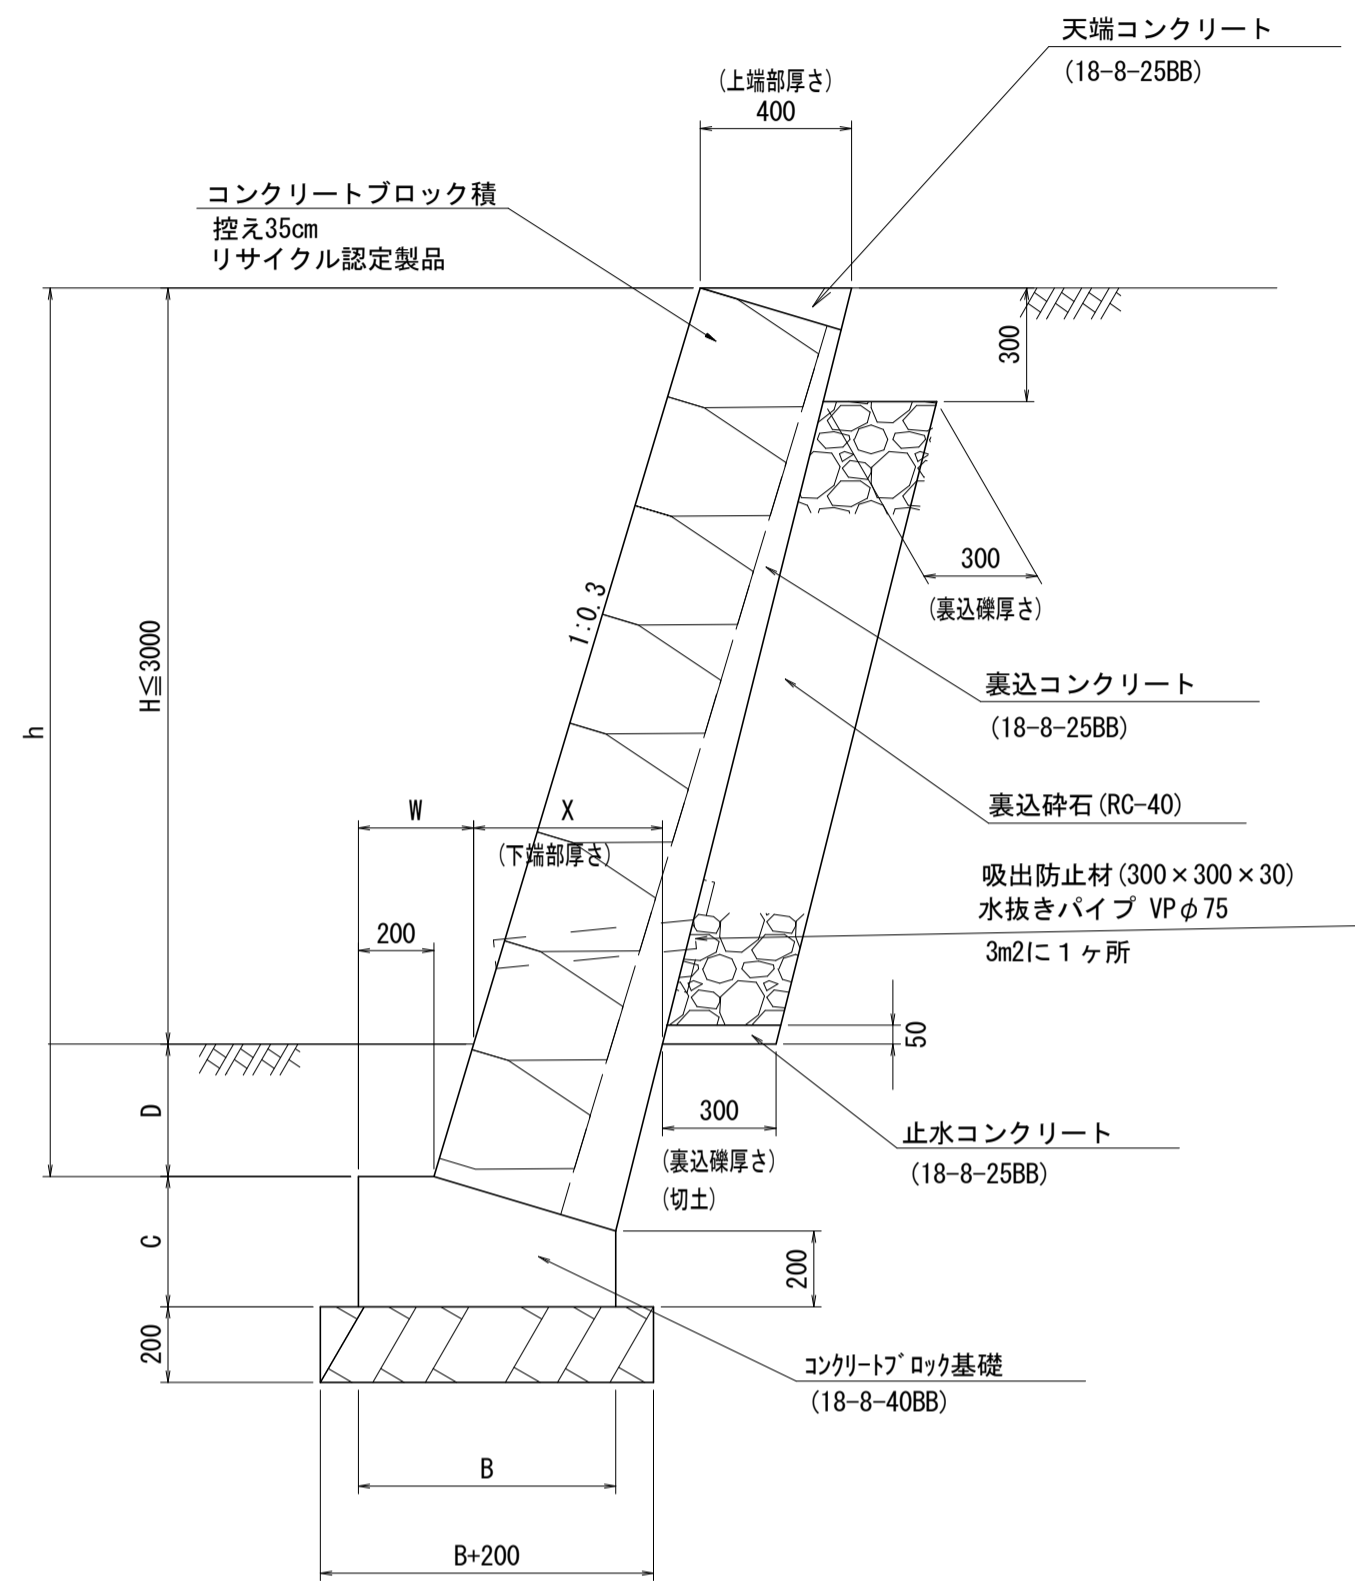 天端コンクリート
(18-8-25BB)
(上端部厚さ)
400
コンクリートブロック積
控え35cm
リサイクル認定製品
300
300
(裏込礫厚さ)
1:0.3
H≦3000
h
裏込コンクリート
(18-8-25BB)
裏込砕石(RC-40)
W
X
(下端部厚さ)
吸出防止材(300×300×30)
水抜きパイプ VPφ75
3m2に１ヶ所
200
50
D
300
(裏込礫厚さ)
(切土)
止水コンクリート
(18-8-25BB)
C
200
200
コンクリートブロック基礎
(18-8-40BB)
B
B+200